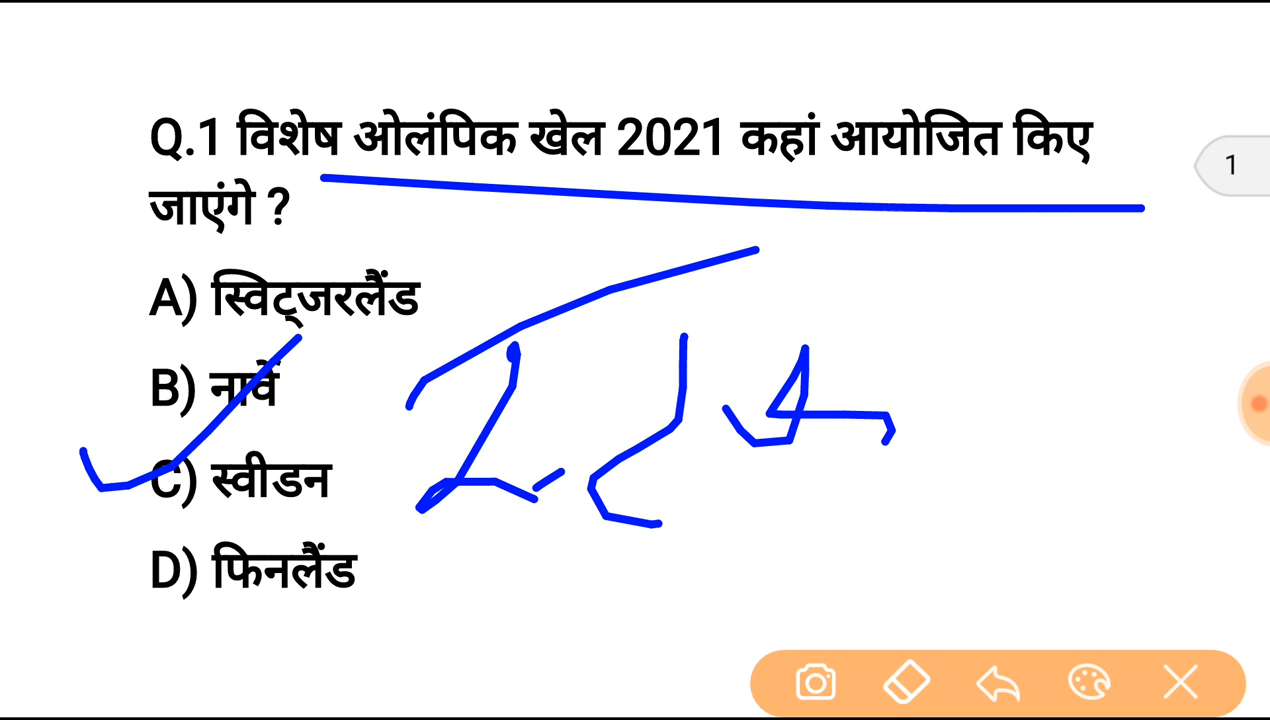 Q.1 विशेष ओलंपिक खेल 2021 कहां आयोजित किए
जाएंगे ?
A) स्विट्जरलैंड
B) नार्वे
C) स्वीडन
D) फिनलैंड
1